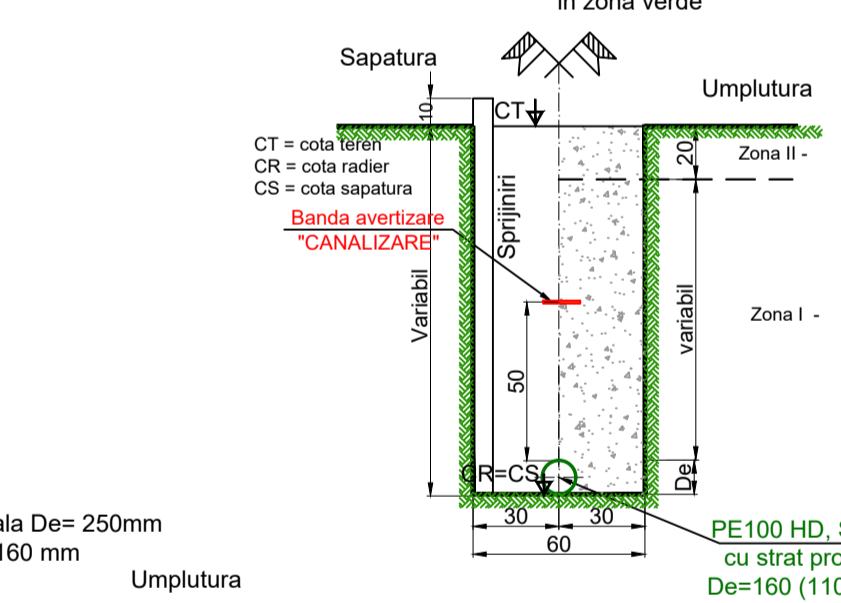 in zona verde
Sapatura
Umplutura
10
CT
CT = cota teren
CR = cota radier
CS = cota sapatura
20
Zona II -
Banda avertizare
"CANALIZARE"
Sprijiniri
Variabil
variabil
Zona I -
50
CR=CS
De
30
30
60
De= 250mm
160 mm
Umplutura
PE100 HD,
cu strat
De=160 (110